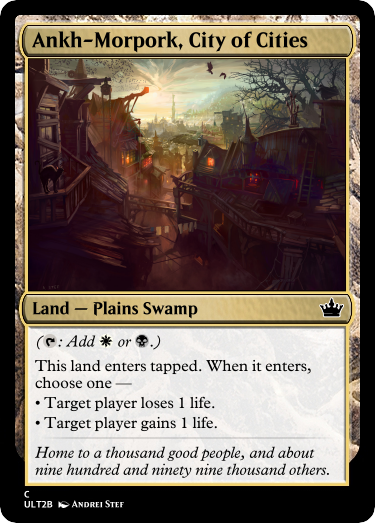 Ankh-Morpork, City of Cities
Land — Plains Swamp
(: Add or .)
This land enters tapped. When it enters,
choose one —
• Target player loses 1 life.
• Target player gains 1 life.
Home to a thousand good people, and about
nine hundred and ninety nine thousand others.
C
ULT2B Andrei Stef